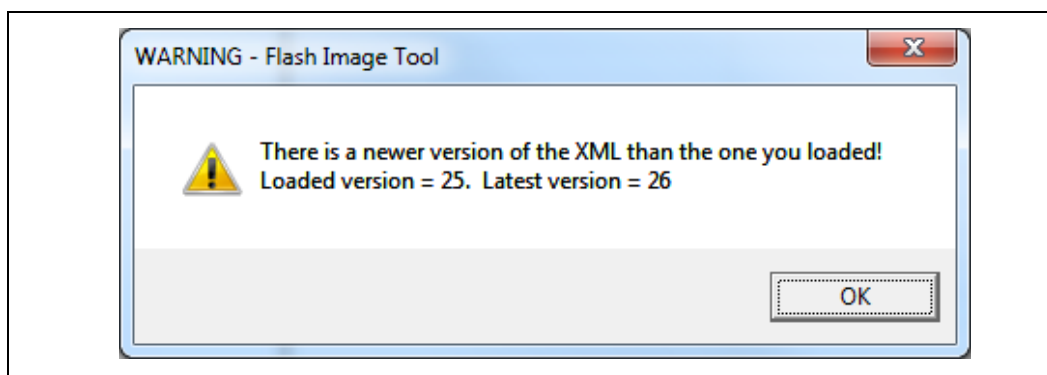 WARNING - Flash Image Tool
There is a newer version of the XML than the one you loaded!
Loaded version = 25.  Latest version = 26
OK